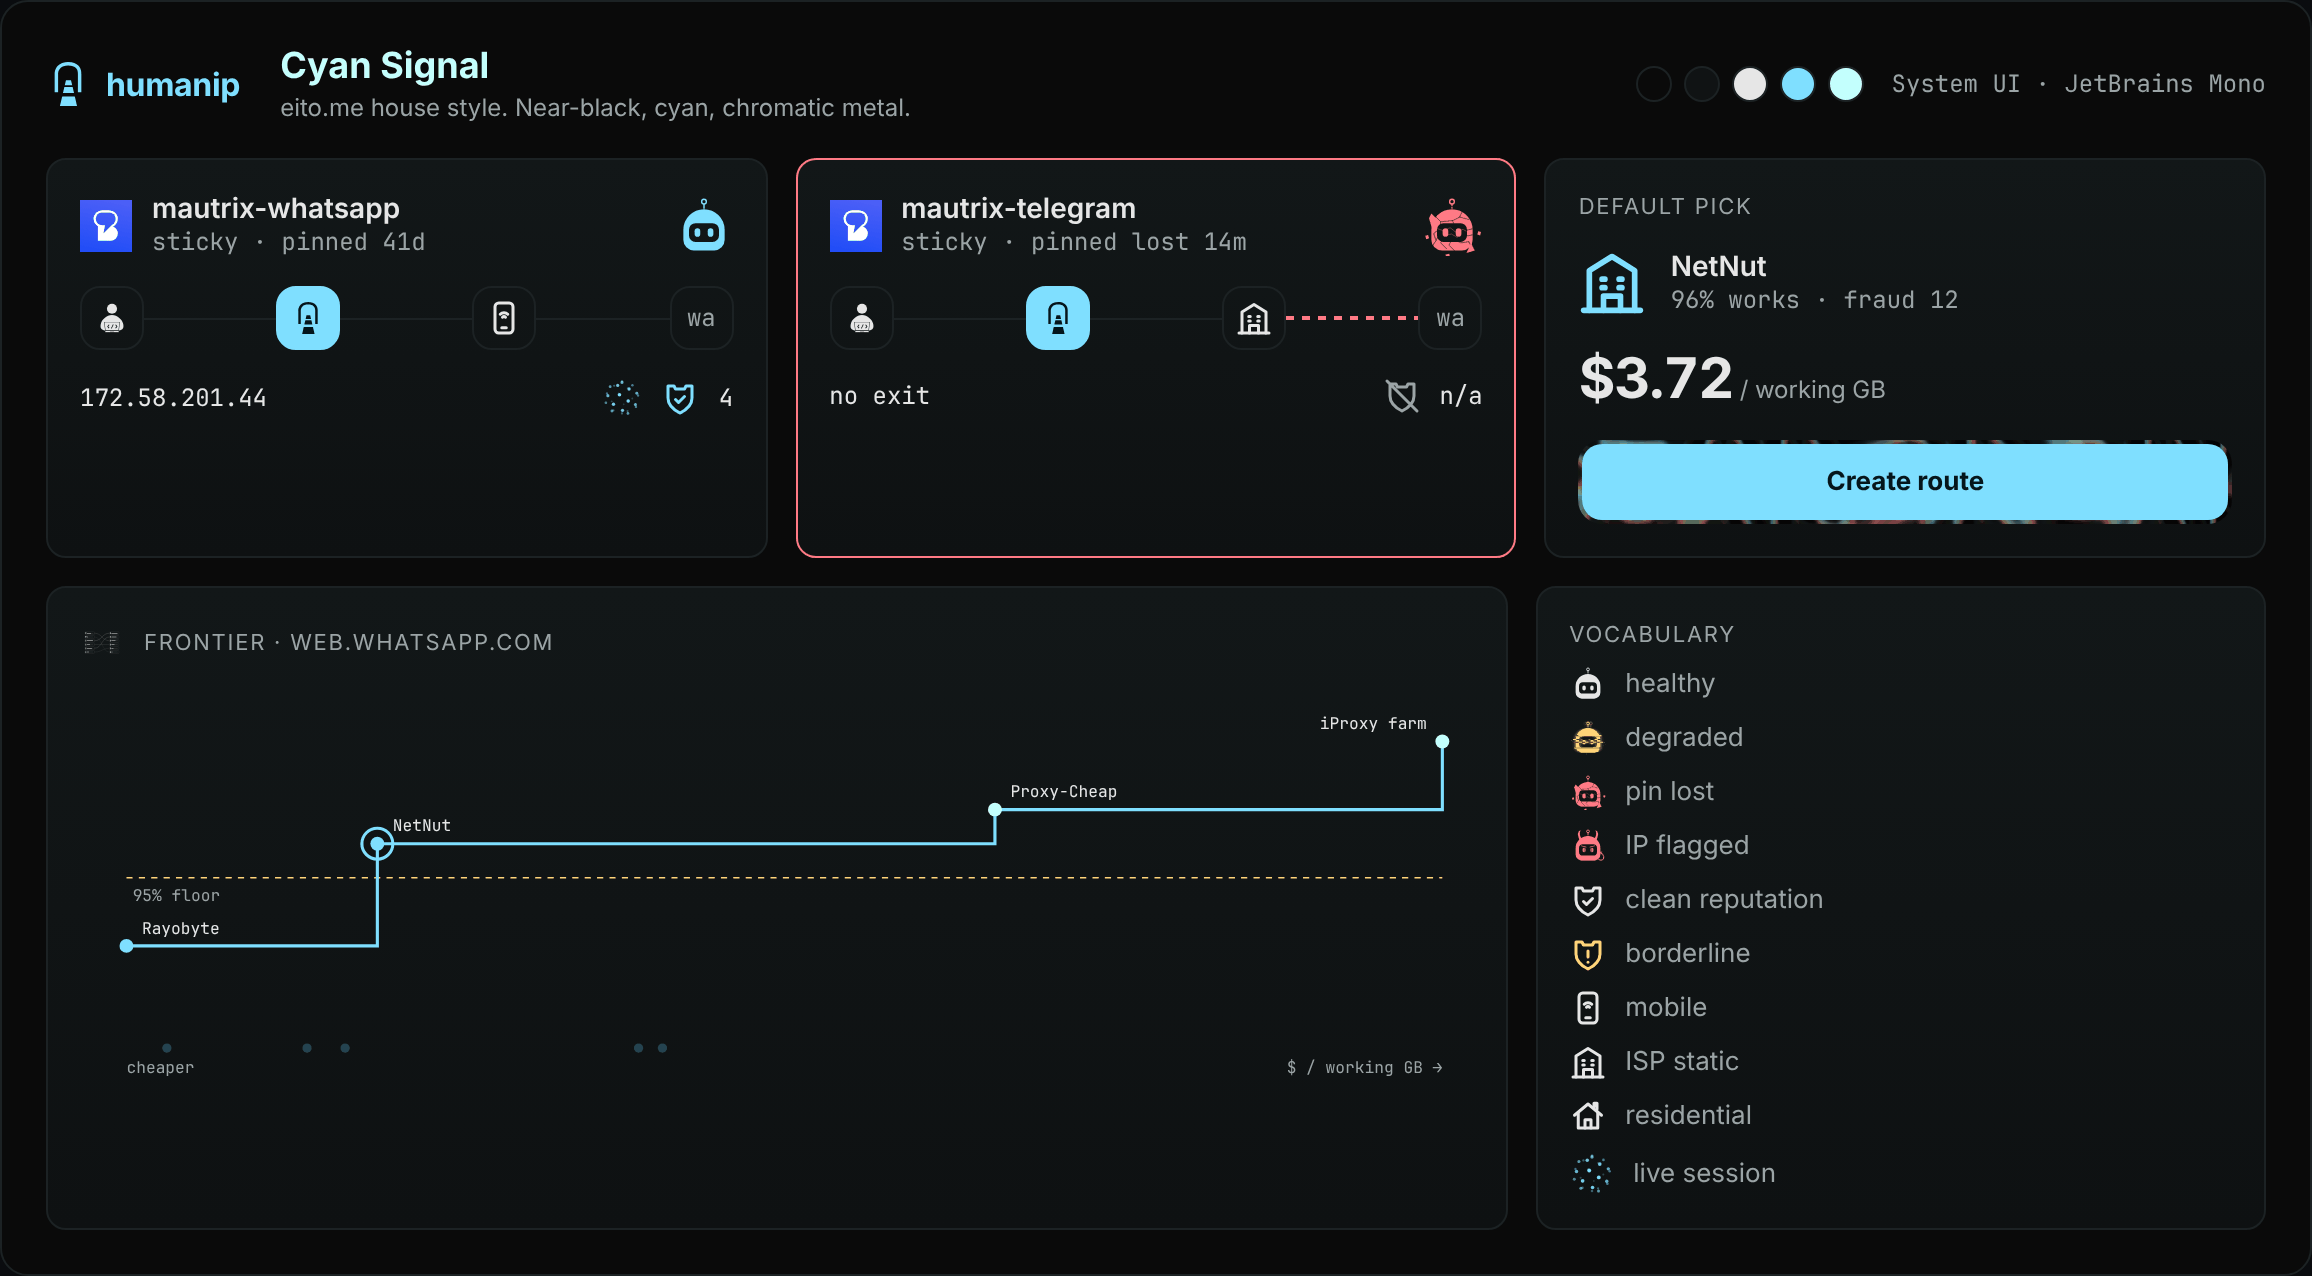 humanip
Cyan Signal
eito.me house style. Near-black, cyan, chromatic metal.
System UI · JetBrains Mono
mautrix-whatsapp
sticky · pinned 41d
wa
172.58.201.44
4
mautrix-telegram
sticky · pinned lost 14m
wa
no exit
n/a
DEFAULT PICK
NetNut
96% works · fraud 12
$3.72 / working GB
Create route
FRONTIER · WEB.WHATSAPP.COM
iProxy farm
Proxy-Cheap
NetNut
95% floor
Rayobyte
cheaper
$ / working GB →
VOCABULARY
healthy
degraded
pin lost
IP flagged
clean reputation
borderline
mobile
ISP static
residential
live session